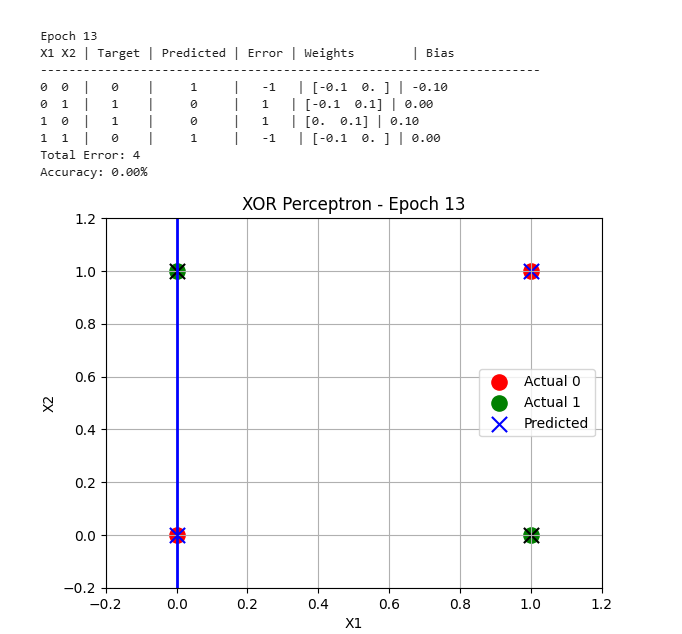 Epoch 13
X1 X2 | Target | Predicted | Error | Weights        | Bias
----------------------------------------------------------------------
0  0  |   0    |     1     |   -1   | [-0.1  0. ] | -0.10
0  1  |   1    |     0     |   1   | [-0.1  0.1] | 0.00
1  0  |   1    |     0     |   1   | [0.  0.1] | 0.10
1  1  |   0    |     1     |   -1   | [-0.1  0. ] | 0.00
Total Error: 4
Accuracy: 0.00%
XOR Perceptron - Epoch 13
1.2
1.0
0.8
0.6
0.4
0.2
0.0
−0.2
X2
Actual 0
Actual 1
Predicted
−0.2 0.0 0.2 0.4 0.6 0.8 1.0 1.2
X1